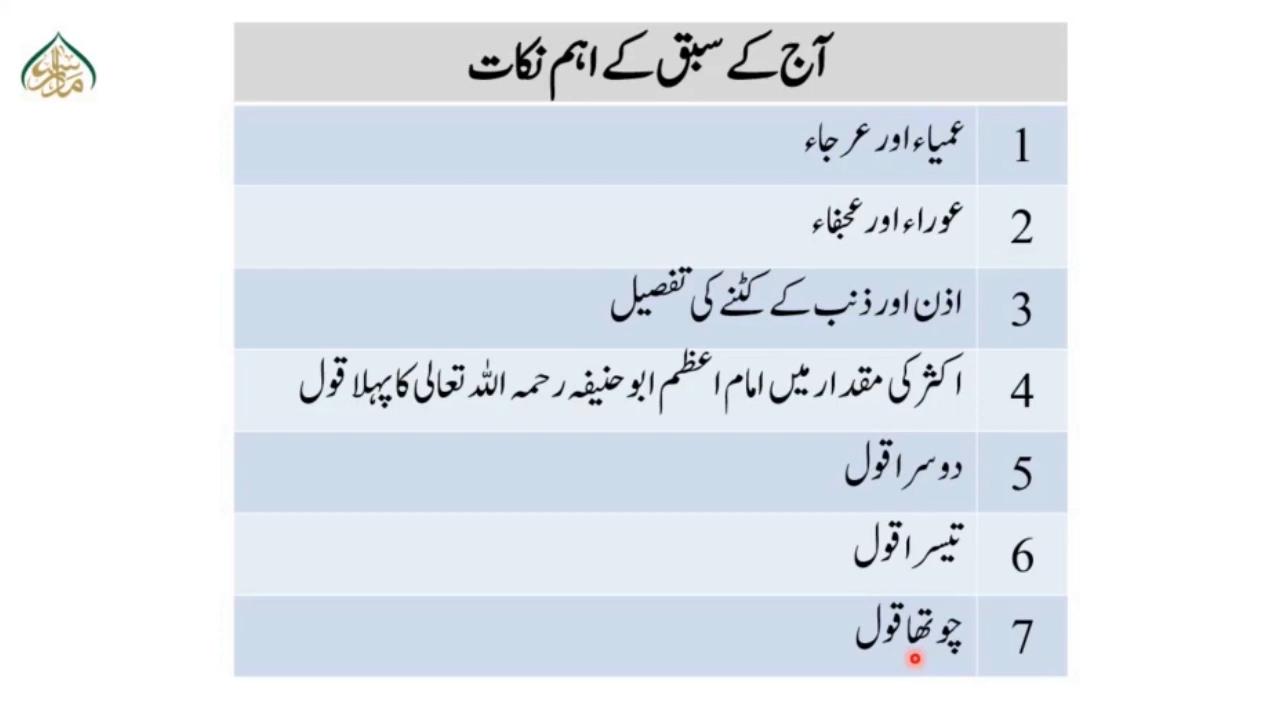 آج کے سبق کے اہم نکات
1 عمیاء اور عرجاء
2 عوراء اور عجفاء
3 اذن اور ذنب کے کٹنے کی تفصیل
4 اکثر کی مقدار میں امام اعظم ابو حنیفہ رحمہ اللہ تعالی کا پہلا قول
5 دوسرا قول
6 تیسرا قول
7 چوتھا قول